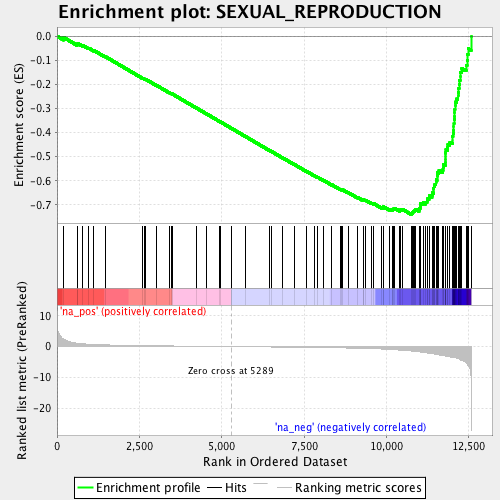 Enrichment plot: SEXUAL_REPRODUCTION
Enrichment score (ES)
0.0
-0.1
-0.2
-0.3
-0.4
-0.5
-0.6
-0.7
'na_pos' (positively correlated)
Ranked list metric (PreRanked)
10
5
0
-5
-10
-15
-20
Zero cross at 5289
'na_neg' (negatively correlated)
0
2,500
5,000
7,500
10,000
12,500
Rank in Ordered Dataset
Enrichment profile
Hits
Ranking metric scores